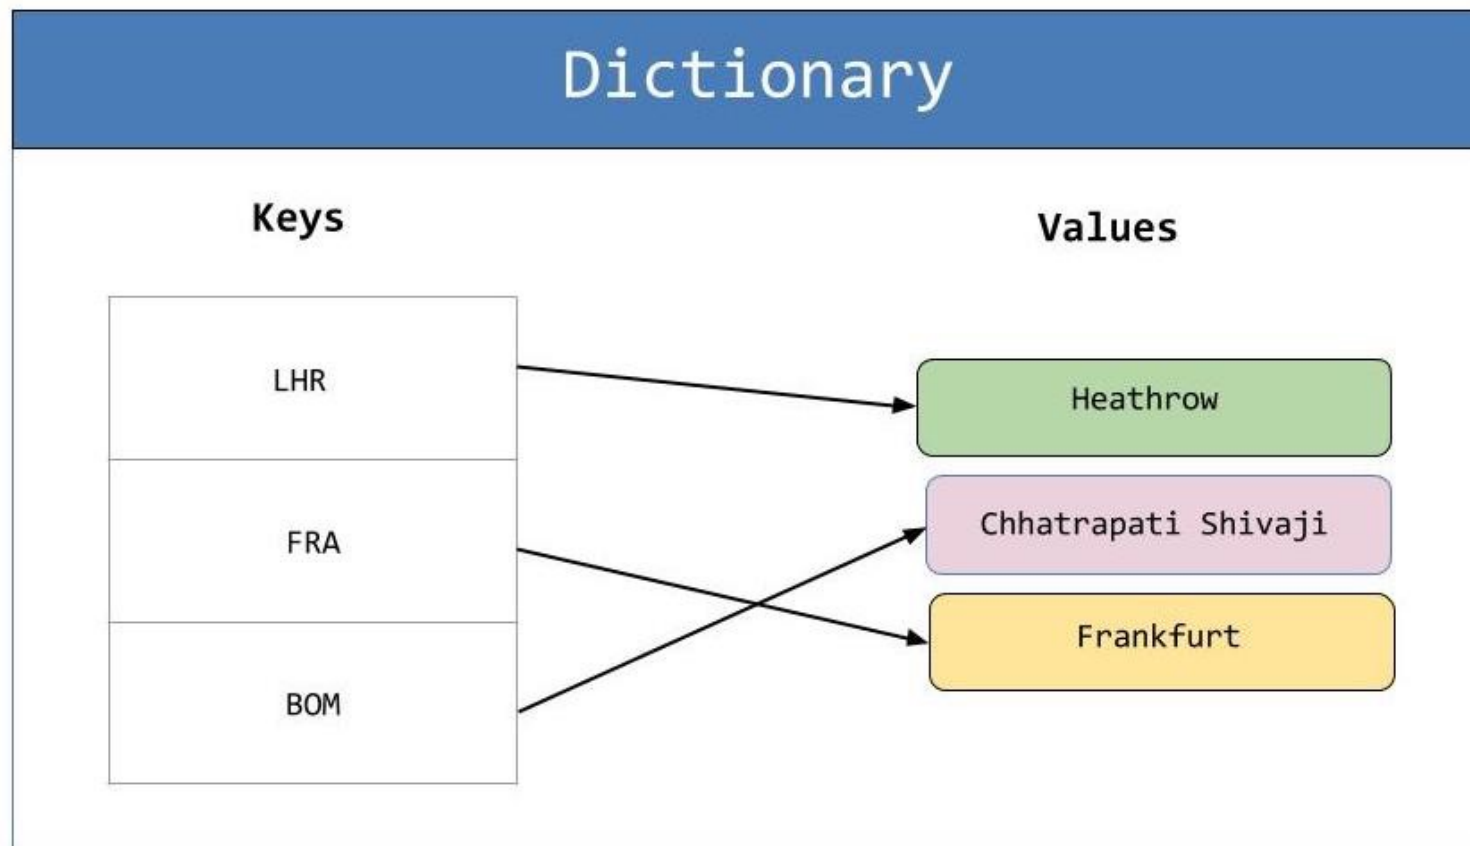 Dictionary
Keys
Values
LHR
FRA
BOM
Heathrow
Chhatrapati Shivaji
Frankfurt